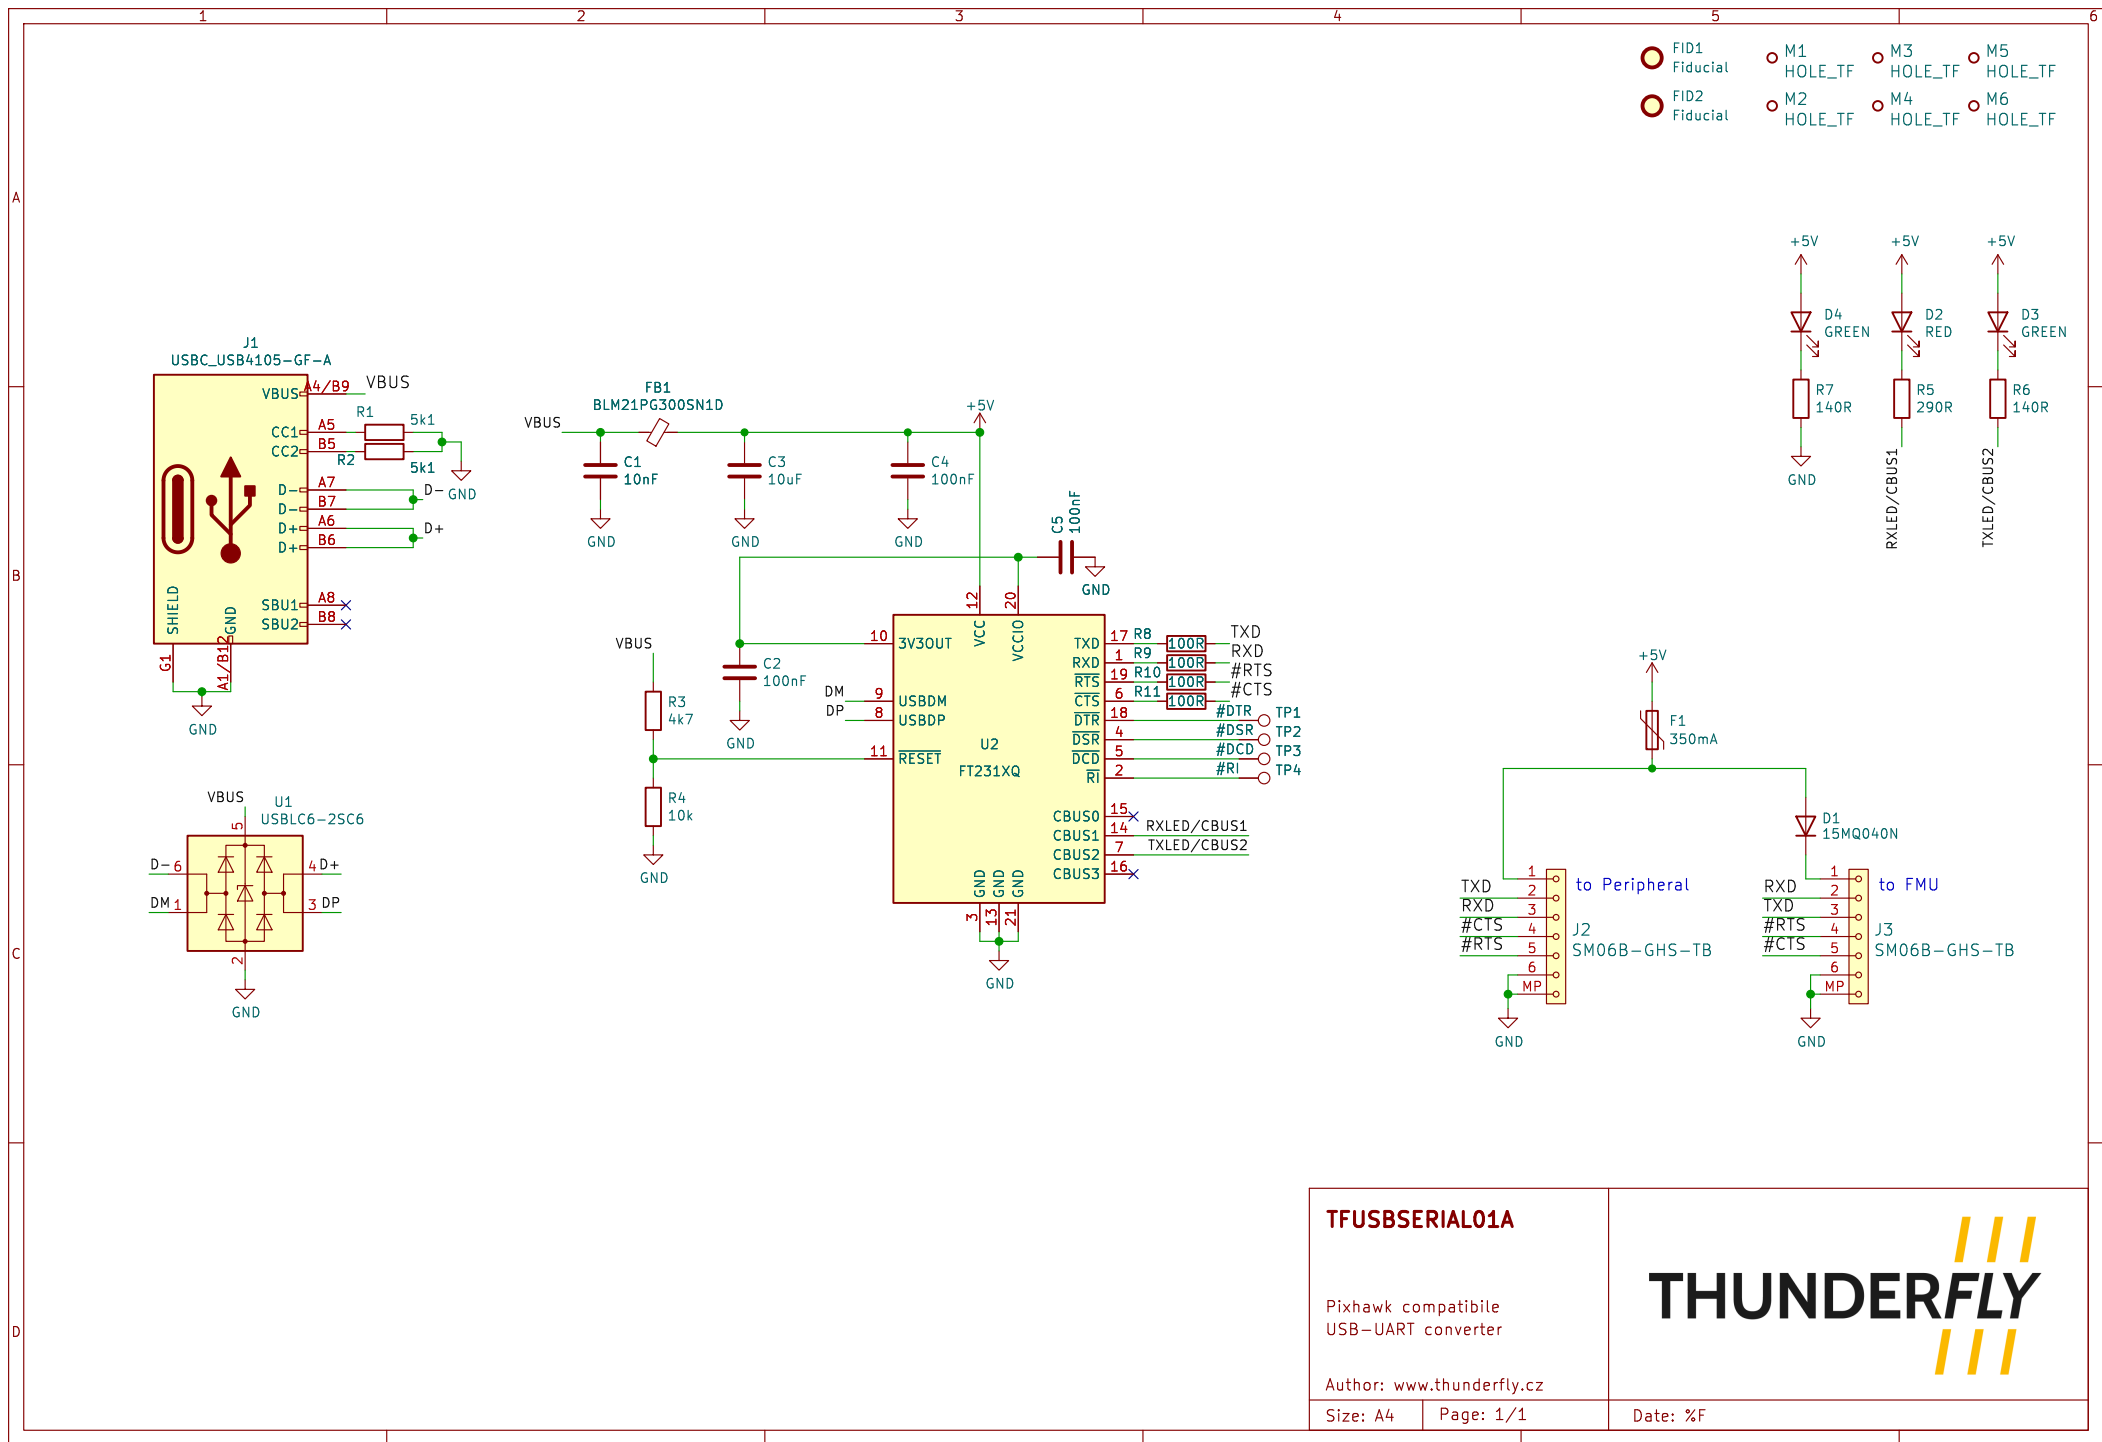 1 2 3 4 5 6
A
B
C
D
FID1
Fiducial
FID2
Fiducial
M1
HOLE_TF
M2
HOLE_TF
M3
HOLE_TF
M4
HOLE_TF
M5
HOLE_TF
M6
HOLE_TF
+5V
D4
GREEN
R7
140R
GND
+5V
D2
RED
R5
290R
RXLED/CBUS1
+5V
D3
GREEN
R6
140R
TXLED/CBUS2
J1
USBC_USB4105-GF-A
VBUS A4/B9 VBUS
CC1 A5 R1 5k1
CC2 B5 R2 5k1
GND
D- A7 D-
D- B7
D+ A6 D+
D+ B6
SBU1 A8
SBU2 B8
SHIELD
GND
G1
A1/B12
GND
VBUS
FB1
BLM21PG300SN1D
+5V
C1
10nF
GND
C3
10uF
GND
C4
100nF
GND
C5
100nF
GND
VBUS
R3
4k7
R4
10k
GND
C2
100nF
GND
DM
DP
U2
FT231XQ
12 VCC
20 VCCIO
10 3V3OUT
9 USBDM
8 USBDP
11 RESET
TXD 17 R8 100R TXD
RXD 1 R9 100R RXD
RTS 19 R10 100R #RTS
CTS 6 R11 100R #CTS
DTR 18 #DTR TP1
DSR 4 #DSR TP2
DCD 5 #DCD TP3
RI 2 #RI TP4
CBUS0 15
CBUS1 14 RXLED/CBUS1
CBUS2 7 TXLED/CBUS2
CBUS3 16
GND GND GND
3 13 21
GND
VBUS
U1
USBLC6-2SC6
5
D- 6
4 D+
DM 1
3 DP
2
GND
+5V
F1
350mA
D1
15MQ040N
to Peripheral
1
TXD 2
RXD 3
#CTS 4
#RTS 5
6
MP
J2
SM06B-GHS-TB
GND
to FMU
1
RXD 2
TXD 3
#RTS 4
#CTS 5
6
MP
J3
SM06B-GHS-TB
GND
TFUSBSERIAL01A
Pixhawk compatibile
USB-UART converter
Author: www.thunderfly.cz
Size: A4
Page: 1/1
Date: %F
THUNDERFLY